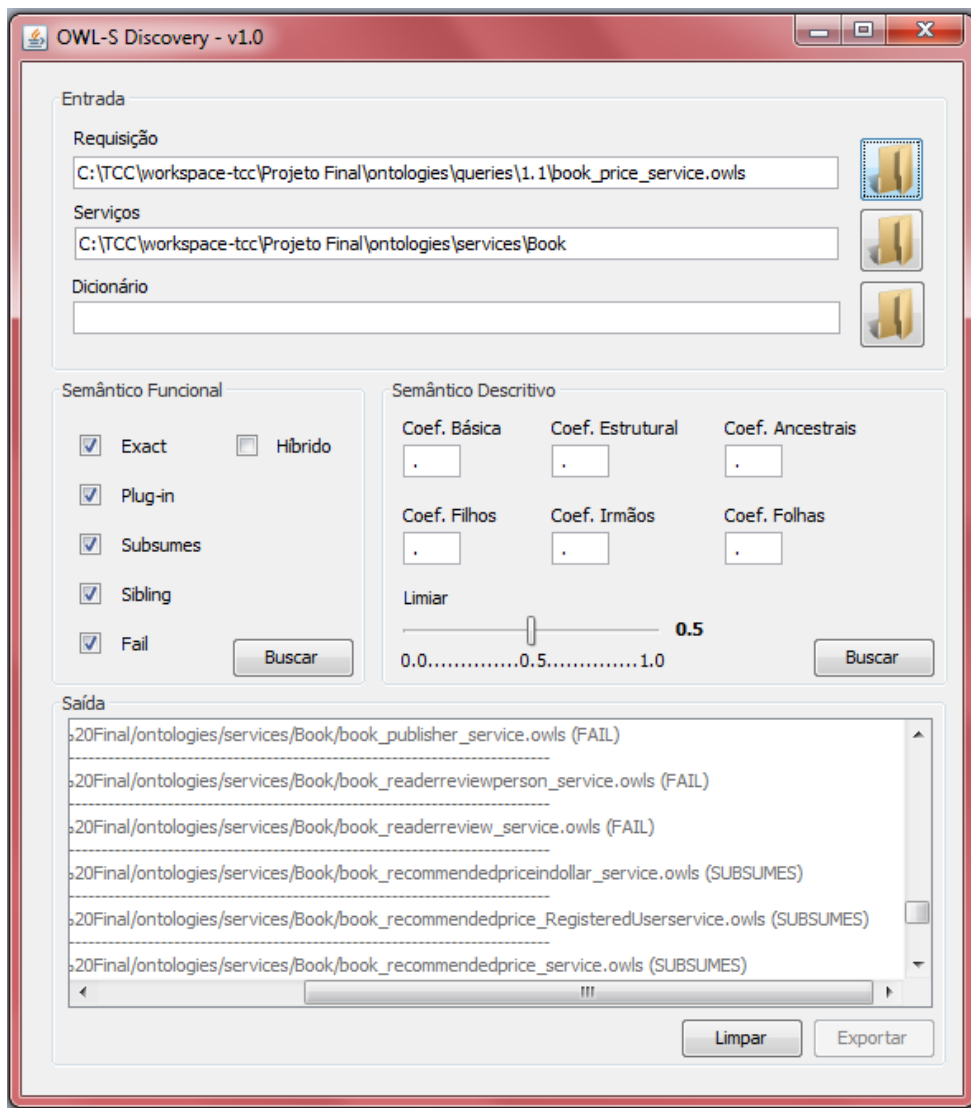 OWL-S Discovery - v1.0
Entrada
Requisição
C:\TCC\workspace-tcc\Projeto Final\ontologies\queries\1.1\book_price_service.owls
Serviços
C:\TCC\workspace-tcc\Projeto Final\ontologies\services\Book
Dicionário
Semântico Funcional
Exact Híbrido
Plug-in
Subsumes
Sibling
Fail
Buscar
Semântico Descritivo
Coef. Básica Coef. Estrutural Coef. Ancestrais
. . .
Coef. Filhos Coef. Irmãos Coef. Folhas
. . .
Limiar
0.5
0.0..............0.5..............1.0
Buscar
Saída
20Final/ontologies/services/Book/book_publisher_service.owls (FAIL)
--------------------------------------------------------------------------
20Final/ontologies/services/Book/book_readerreviewperson_service.owls (FAIL)
--------------------------------------------------------------------------
20Final/ontologies/services/Book/book_readerreview_service.owls (FAIL)
--------------------------------------------------------------------------
20Final/ontologies/services/Book/book_recommendedpriceindollar_service.owls (SUBSUMES)
--------------------------------------------------------------------------
20Final/ontologies/services/Book/book_recommendedprice_RegisteredUserservice.owls (SUBSUMES)
--------------------------------------------------------------------------
20Final/ontologies/services/Book/book_recommendedprice_service.owls (SUBSUMES)
Limpar Exportar